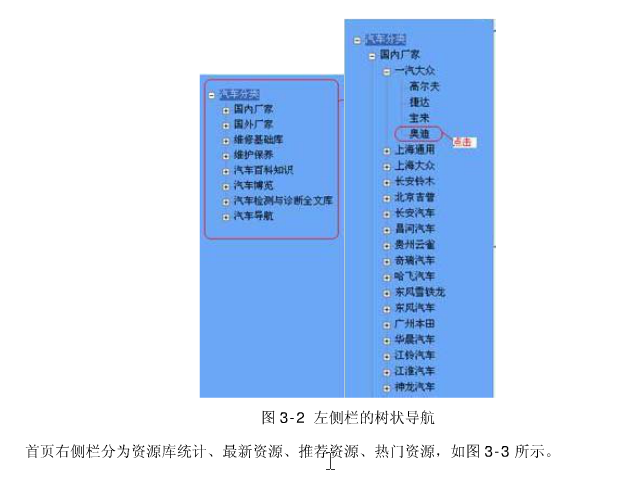 汽车分类
国内厂家
国外厂家
维修基础库
维护保养
汽车百科知识
汽车博览
汽车检测与诊断全文库
汽车导航
汽车分类
国内厂家
一汽大众
高尔夫
捷达
宝来
奥迪
点击
上海通用
上海大众
长安铃木
北京吉普
长安汽车
昌河汽车
贵州云雀
奇瑞汽车
哈飞汽车
东风雪铁龙
东风汽车
广州本田
华晨汽车
江铃汽车
江淮汽车
神龙汽车
图 3-2 左侧栏的树状导航
首页右侧栏分为资源库统计、最新资源、推荐资源、热门资源，如图 3-3 所示。